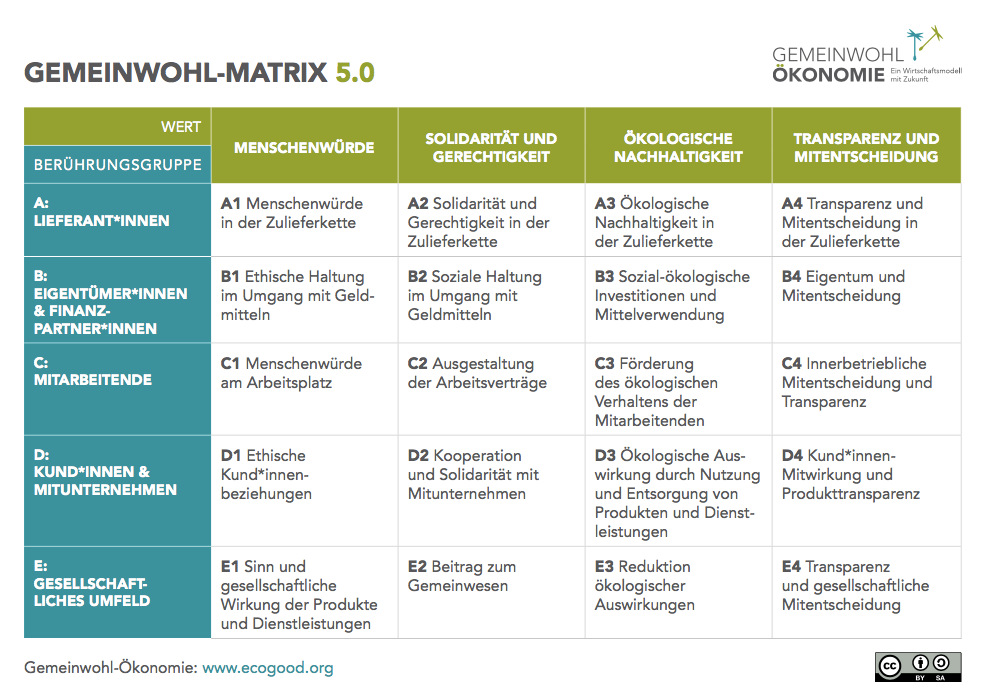 GEMEINWOHL-MATRIX 5.0
GEMEINWOHL
ÖKONOMIE Ein Wirtschaftsmodell
mit Zukunft
WERT
BERÜHRUNGSGRUPPE
MENSCHENWÜRDE
SOLIDARITÄT UND
GERECHTIGKEIT
ÖKOLOGISCHE
NACHHALTIGKEIT
TRANSPARENZ UND
MITENTSCHEIDUNG
A:
LIEFERANT*INNEN
A1 Menschenwürde
in der Zulieferkette
A2 Solidarität und
Gerechtigkeit in der
Zulieferkette
A3 Ökologische
Nachhaltigkeit in
der Zulieferkette
A4 Transparenz und
Mitentscheidung in
der Zulieferkette
B:
EIGENTÜMER*INNEN
& FINANZ-
PARTNER*INNEN
B1 Ethische Haltung
im Umgang mit Geld-
mitteln
B2 Soziale Haltung
im Umgang mit
Geldmitteln
B3 Sozial-ökologische
Investitionen und
Mittelverwendung
B4 Eigentum und
Mitentscheidung
C:
MITARBEITENDE
C1 Menschenwürde
am Arbeitsplatz
C2 Ausgestaltung
der Arbeitsverträge
C3 Förderung
des ökologischen
Verhaltens der
Mitarbeitenden
C4 Innerbetriebliche
Mitentscheidung und
Transparenz
D:
KUND*INNEN &
MITUNTERNEHMEN
D1 Ethische
Kund*innen-
beziehungen
D2 Kooperation
und Solidarität mit
Mitunternehmen
D3 Ökologische Aus-
wirkung durch Nutzung
und Entsorgung von
Produkten und Dienst-
leistungen
D4 Kund*innen-
Mitwirkung und
Produkttransparenz
E:
GESELLSCHAFT-
LICHES UMFELD
E1 Sinn und
gesellschaftliche
Wirkung der Produkte
und Dienstleistungen
E2 Beitrag zum
Gemeinwesen
E3 Reduktion
ökologischer
Auswirkungen
E4 Transparenz
und gesellschaftliche
Mitentscheidung
Gemeinwohl-Ökonomie: www.ecogood.org
cc
BY SA